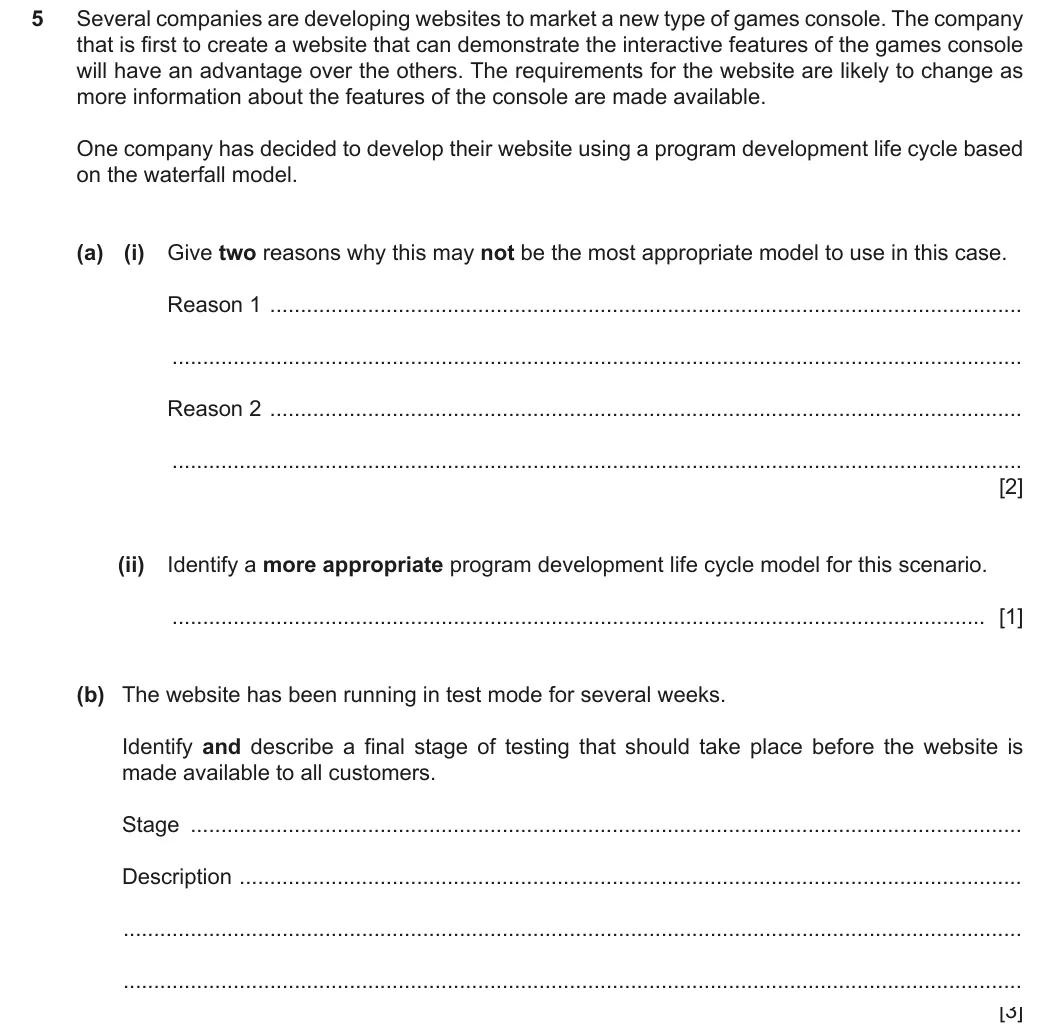 5 Several companies are developing websites to market a new type of games console. The company
that is first to create a website that can demonstrate the interactive features of the games console
will have an advantage over the others. The requirements for the website are likely to change as
more information about the features of the console are made available.
One company has decided to develop their website using a program development life cycle based
on the waterfall model.
(a) (i) Give two reasons why this may not be the most appropriate model to use in this case.
Reason 1 ............................................................
............................................................
Reason 2 ............................................................
............................................................
[2]
(ii) Identify a more appropriate program development life cycle model for this scenario.
............................................................ [1]
(b) The website has been running in test mode for several weeks.
Identify and describe a final stage of testing that should take place before the website is
made available to all customers.
Stage ............................................................
Description ............................................................
............................................................
............................................................
[3]